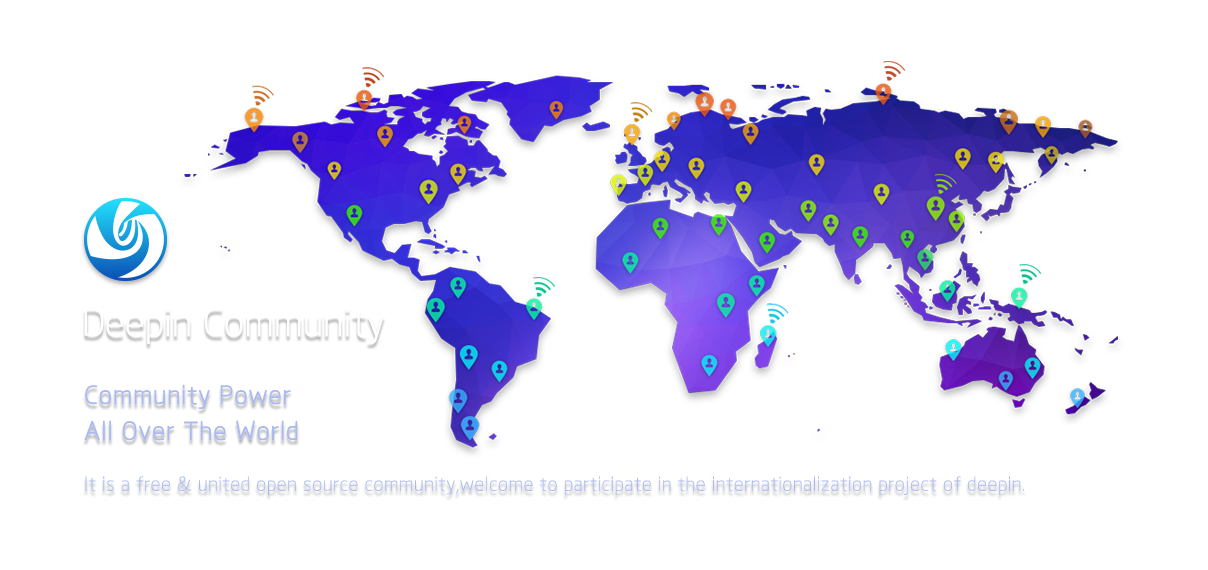 Deepin Community
Community Power
All Over The World
It is a free & united open source community,welcome to participate in the internationalization project of deepin.